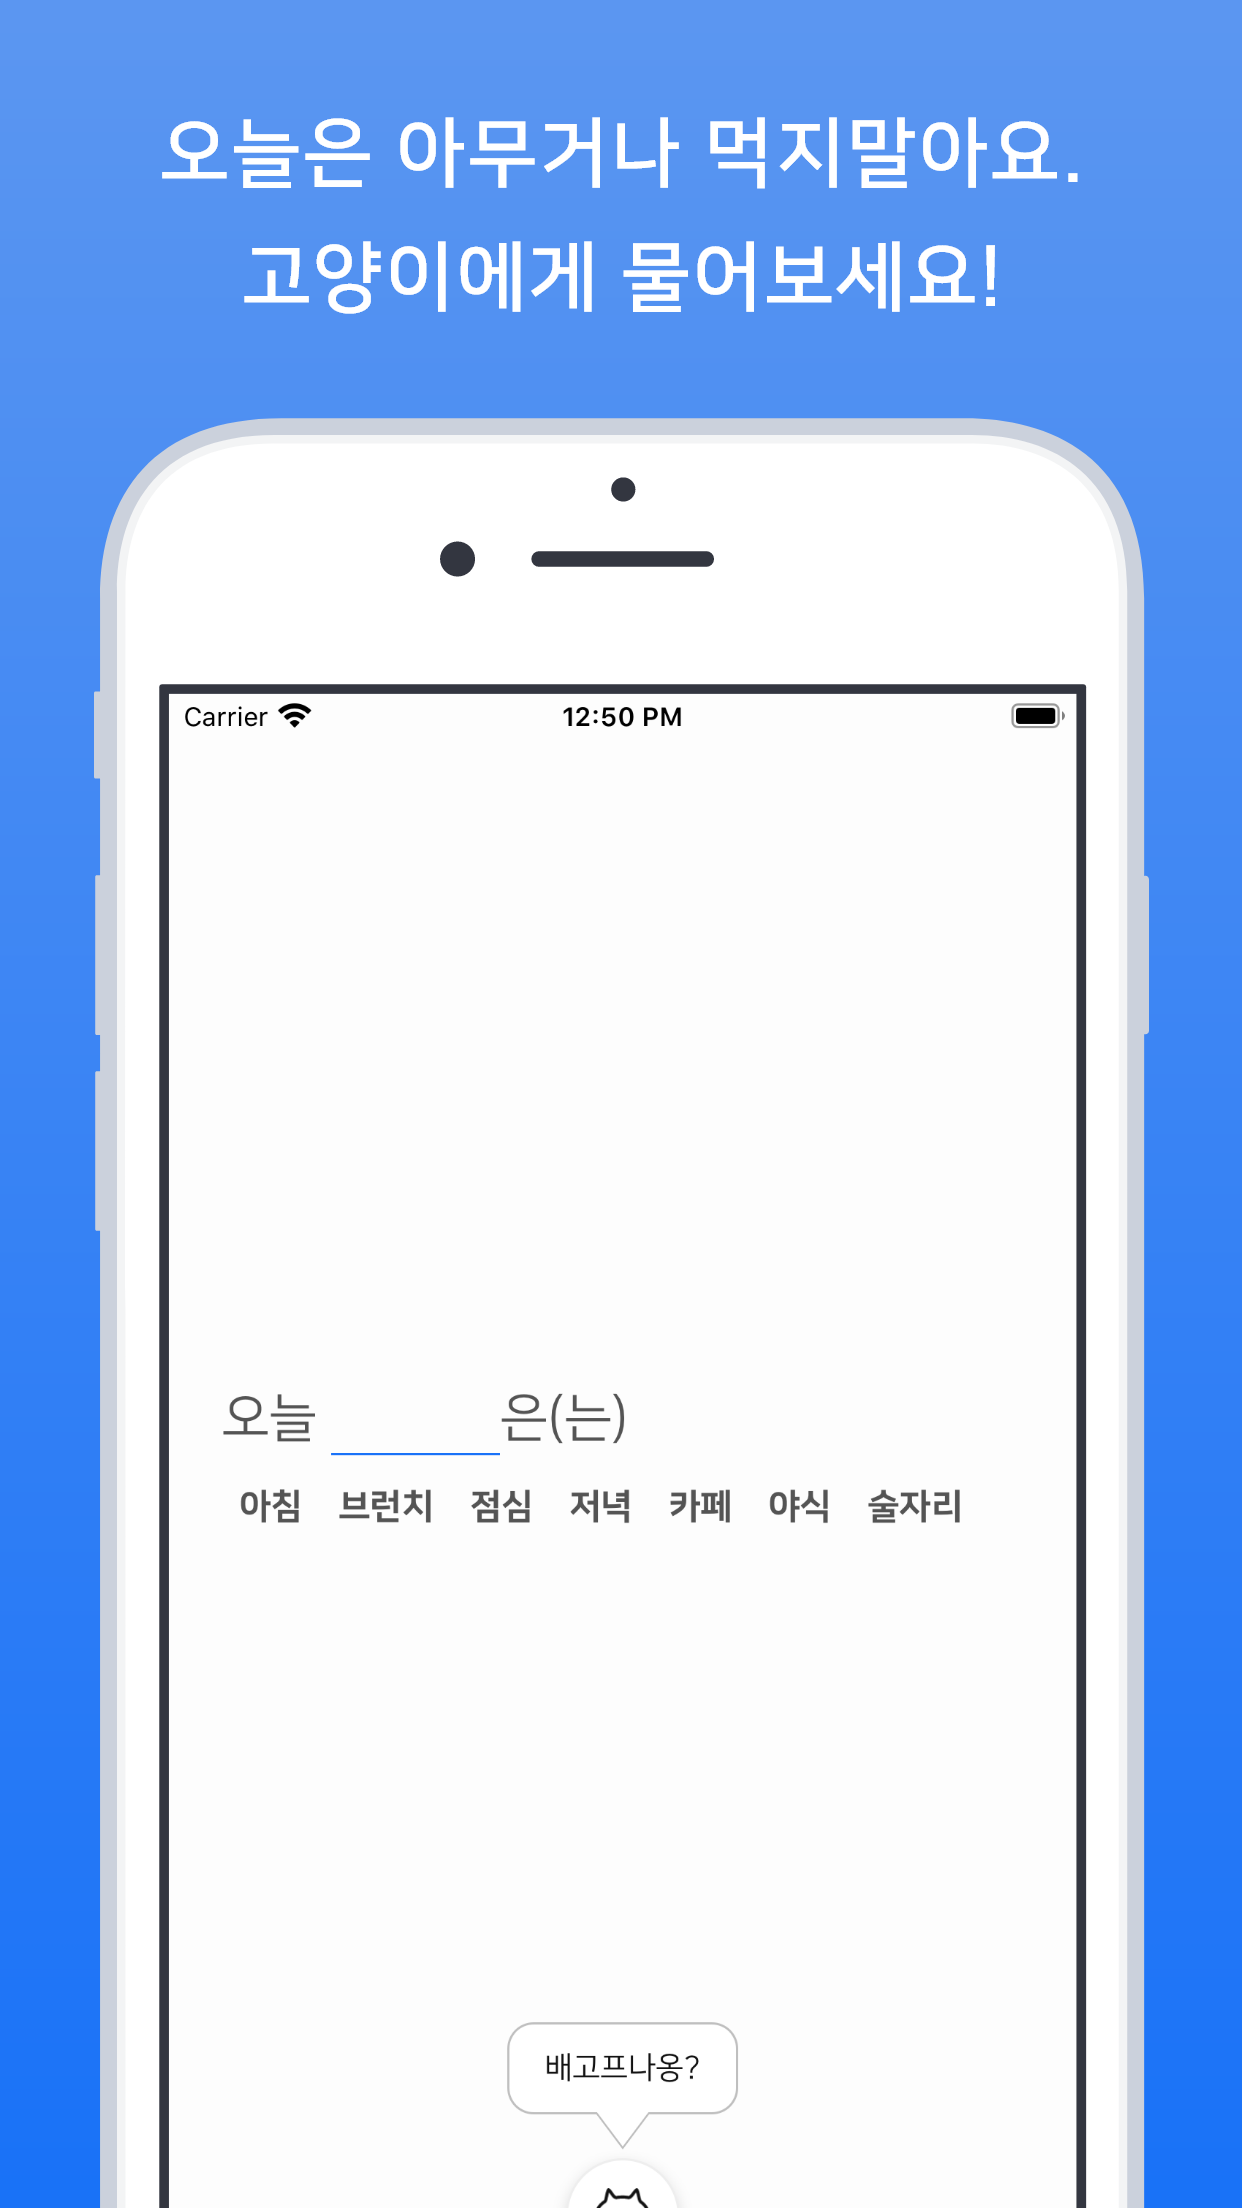 오늘은 아무거나 먹지말아요.
고양이에게 물어보세요!
Carrier 12:50 PM
오늘 은(는)
아침 브런치 점심 저녁 카페 야식 술자리
배고프나옹?